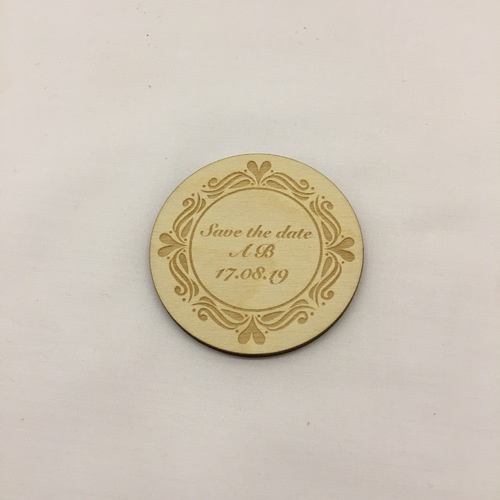 Save the date
A B
17.08.19